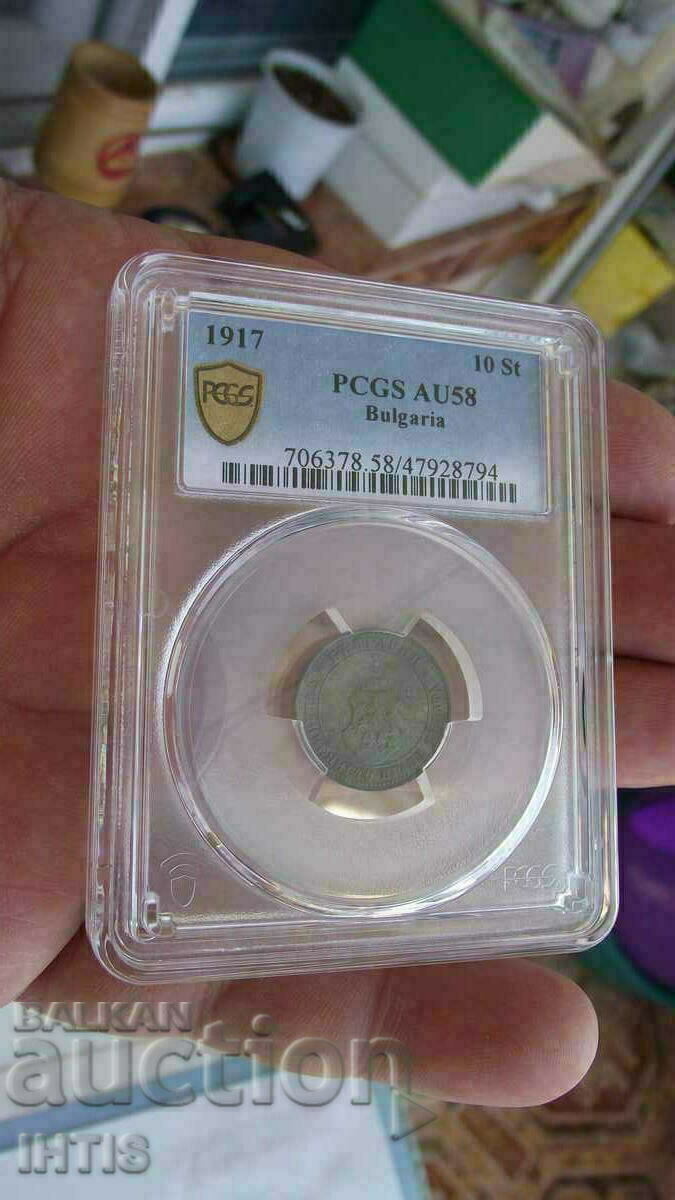 1917
10 St
PCGS
PCGS AU58
Bulgaria
706378.58/47928794
PCGS
BALKAN
auction
IHTIS